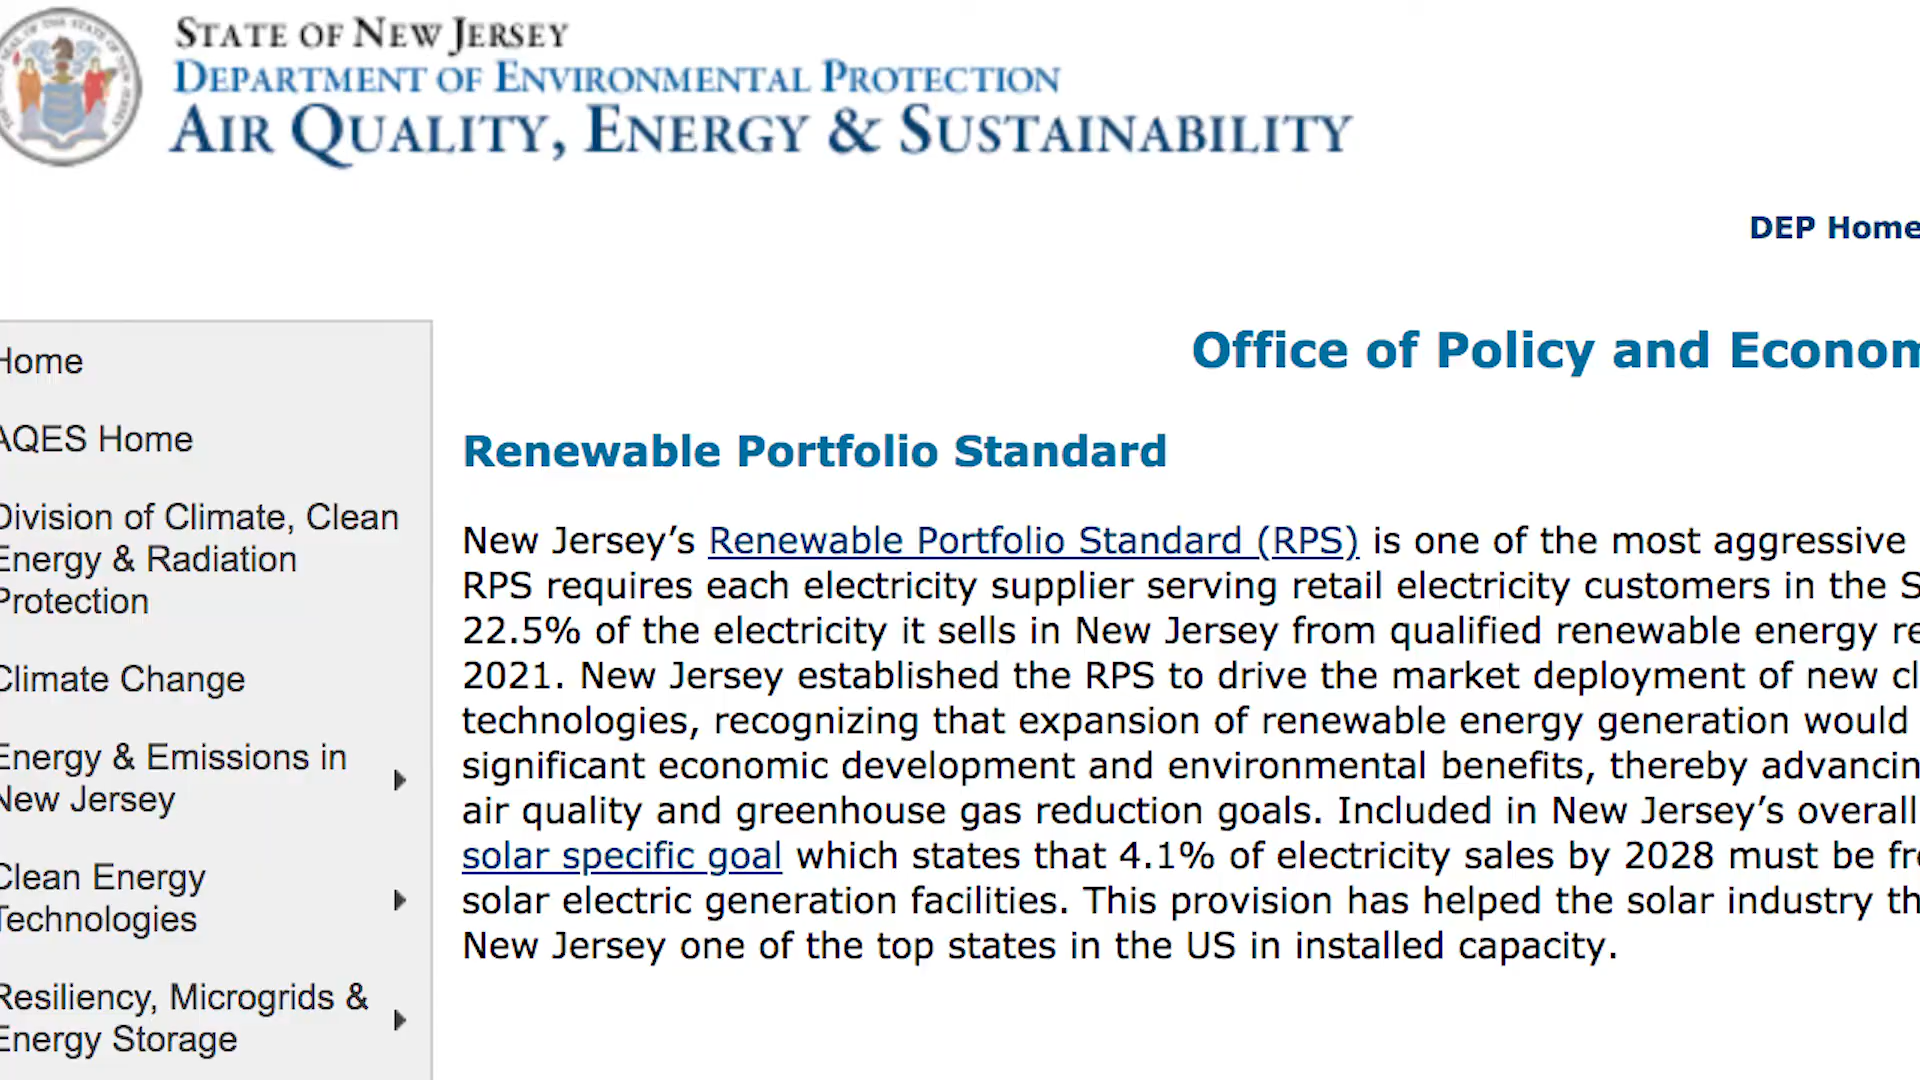 STATE OF NEW JERSEY
DEPARTMENT OF ENVIRONMENTAL PROTECTION
AIR QUALITY, ENERGY & SUSTAINABILITY
DEP Home
Office of Policy and
Home
AQES Home
Division of Climate, Clean
Energy & Radiation
Protection
Climate Change
Energy & Emissions in
New Jersey
Clean Energy
Technologies
Resiliency, Microgrids &
Energy Storage
Renewable Portfolio Standard
New Jersey’s Renewable Portfolio Standard (RPS) is one of the most aggressive
RPS requires each electricity supplier serving retail electricity customers in the
22.5% of the electricity it sells in New Jersey from qualified renewable energy
2021. New Jersey established the RPS to drive the market deployment of new
technologies, recognizing that expansion of renewable energy generation would
significant economic development and environmental benefits, thereby
air quality and greenhouse gas reduction goals. Included in New Jersey’s overall
solar specific goal which states that 4.1% of electricity sales by 2028 must be
solar electric generation facilities. This provision has helped the solar industry
New Jersey one of the top states in the US in installed capacity.